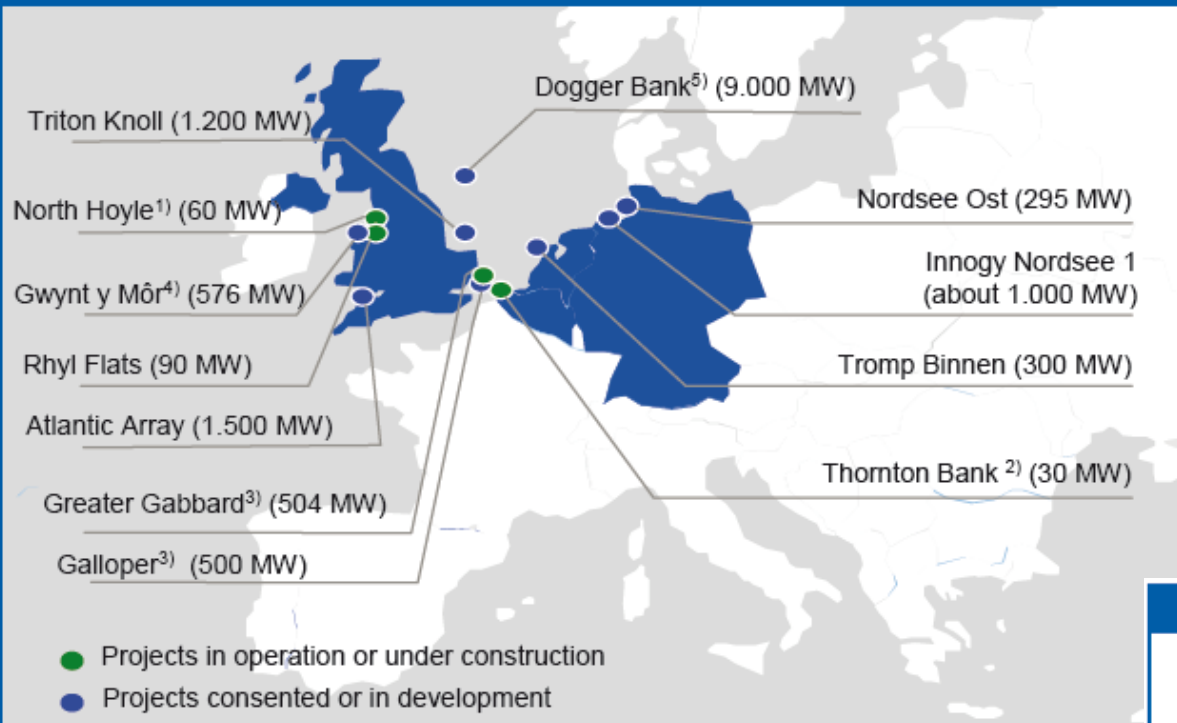 Dogger Bank5) (9.000 MW)
Triton Knoll (1.200 MW)
North Hoyle1) (60 MW)
Nordsee Ost (295 MW)
Gwynt y Môr4) (576 MW)
Innogy Nordsee 1
(about 1.000 MW)
Rhyl Flats (90 MW)
Tromp Binnen (300 MW)
Atlantic Array (1.500 MW)
Thornton Bank 2) (30 MW)
Greater Gabbard3) (504 MW)
Galloper3) (500 MW)
Projects in operation or under construction
Projects consented or in development